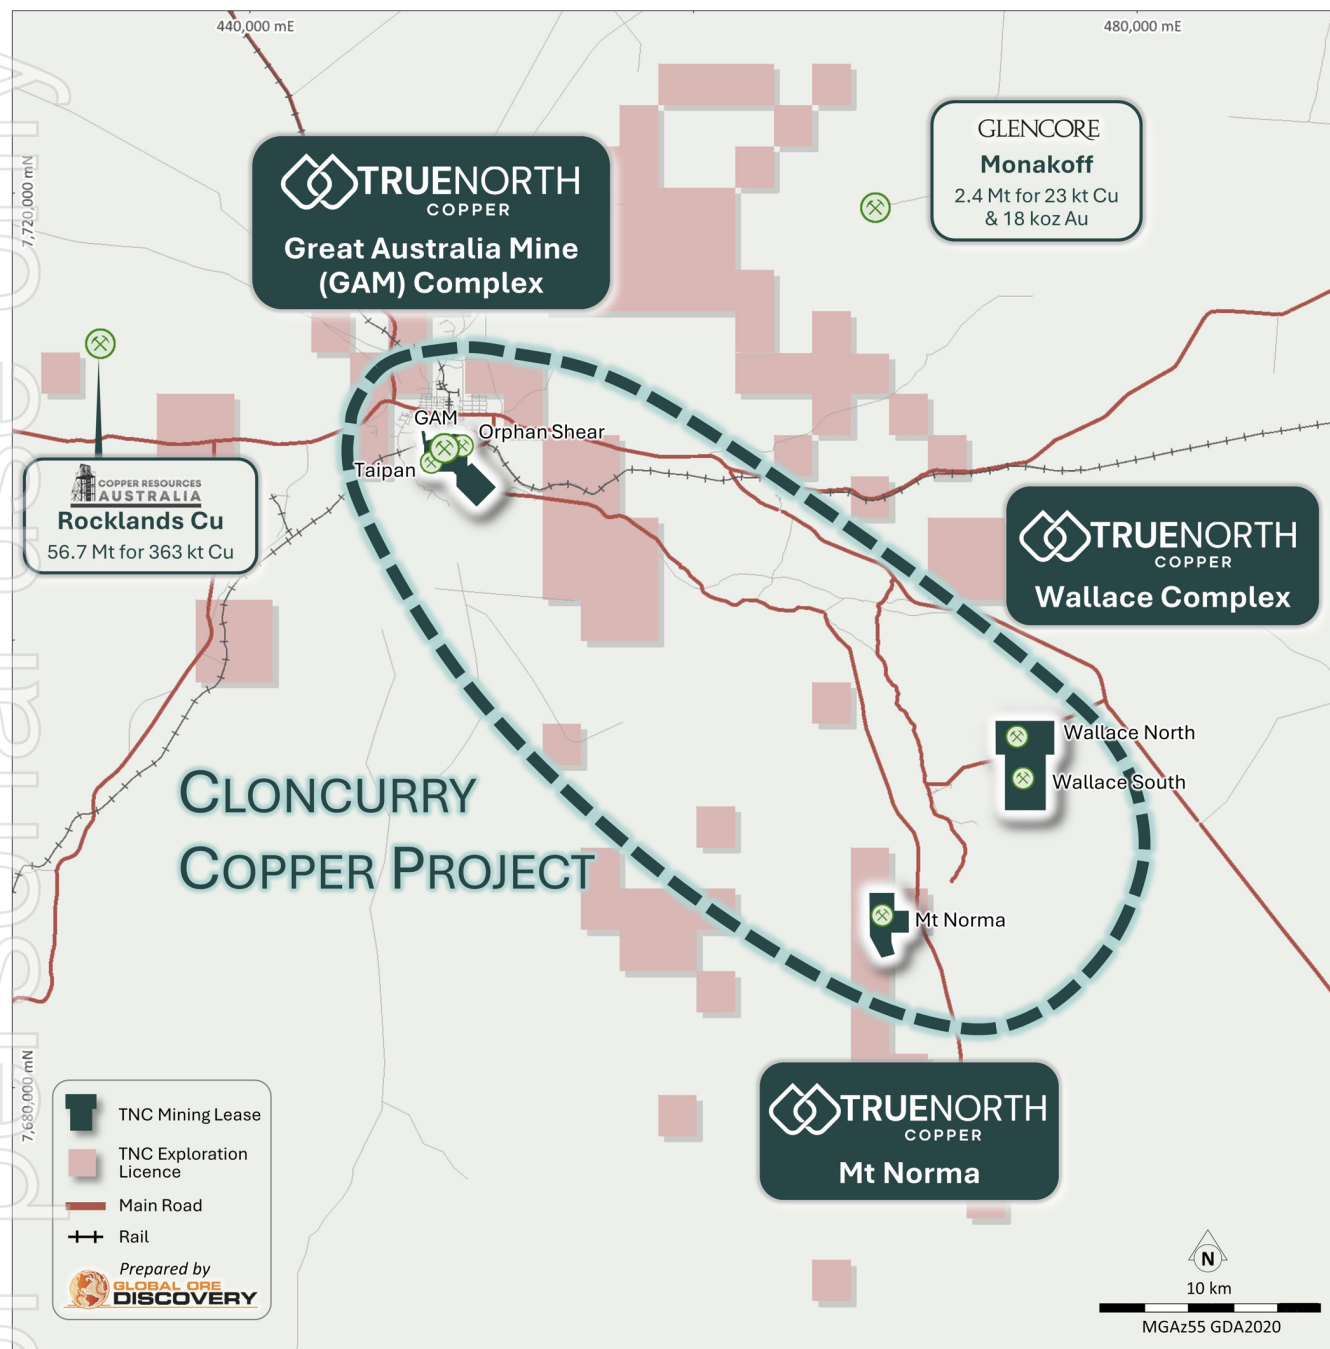 440,000 mE
480,000 mE
7,720,000 mN
7,680,000 mN
For personal use only
TRUENORTH
COPPER
Great Australia Mine
(GAM) Complex
GLENCORE
Monakoff
2.4 Mt for 23 kt Cu
& 18 koz Au
GAM
Orphan Shear
Taipan
COPPER RESOURCES
AUSTRALIA
Rocklands Cu
56.7 Mt for 363 kt Cu
TRUENORTH
COPPER
Wallace Complex
Wallace North
Wallace South
CLONCURRY
COPPER PROJECT
Mt Norma
TRUENORTH
COPPER
Mt Norma
TNC Mining Lease
TNC Exploration
Licence
Main Road
Rail
Prepared by
GLOBAL ORE
DISCOVERY
N
10 km
MGAz55 GDA2020